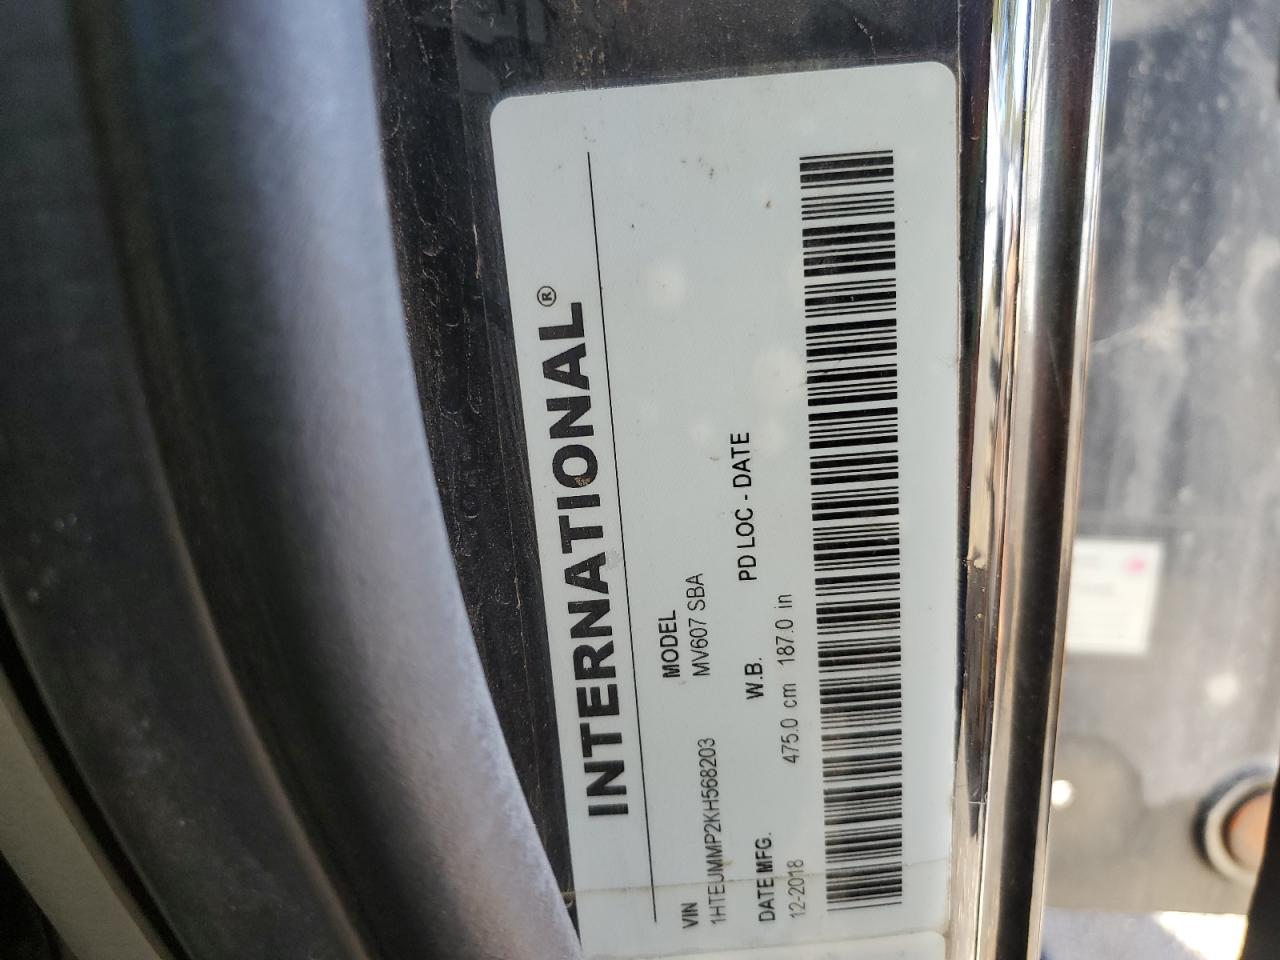 INTERNATIONAL®
VIN MODEL
1HTEUMMP2KH568203 MV607 SBA
DATE MFG. W.B. PD LOC - DATE
12-2018 475.0 cm 187.0 in